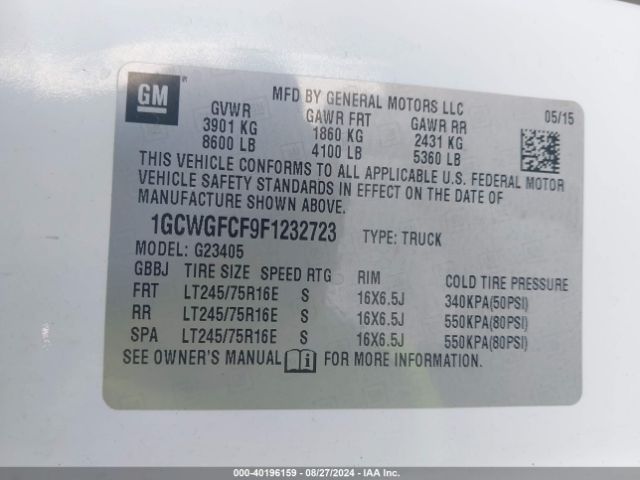 GM
MFD BY GENERAL MOTORS LLC
05/15
GVWR GAWR FRT GAWR RR
3901 KG 1860 KG 2431 KG
8600 LB 4100 LB 5360 LB
THIS VEHICLE CONFORMS TO ALL APPLICABLE U.S. FEDERAL MOTOR
VEHICLE SAFETY STANDARDS IN EFFECT ON THE DATE OF
MANUFACTURE SHOWN ABOVE.
1GCWGFCF9F1232723 TYPE: TRUCK
MODEL: G23405
GBBJ TIRE SIZE SPEED RTG RIM COLD TIRE PRESSURE
FRT LT245/75R16E S 16X6.5J 340KPA(50PSI)
RR LT245/75R16E S 16X6.5J 550KPA(80PSI)
SPA LT245/75R16E S 16X6.5J 550KPA(80PSI)
SEE OWNER'S MANUAL FOR MORE INFORMATION.
000-40196159 - 08/27/2024 - IAA Inc.